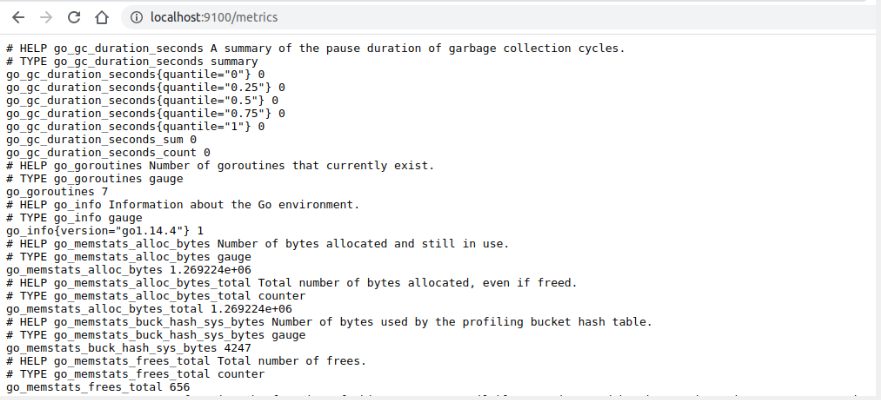 localhost:9100/metrics
# HELP go_gc_duration_seconds A summary of the pause duration of garbage collection cycles.
# TYPE go_gc_duration_seconds summary
go_gc_duration_seconds{quantile="0"} 0
go_gc_duration_seconds{quantile="0.25"} 0
go_gc_duration_seconds{quantile="0.5"} 0
go_gc_duration_seconds{quantile="0.75"} 0
go_gc_duration_seconds{quantile="1"} 0
go_gc_duration_seconds_sum 0
go_gc_duration_seconds_count 0
# HELP go_goroutines Number of goroutines that currently exist.
# TYPE go_goroutines gauge
go_goroutines 7
# HELP go_info Information about the Go environment.
# TYPE go_info gauge
go_info{version="go1.14.4"} 1
# HELP go_memstats_alloc_bytes Number of bytes allocated and still in use.
# TYPE go_memstats_alloc_bytes gauge
go_memstats_alloc_bytes 1.269224e+06
# HELP go_memstats_alloc_bytes_total Total number of bytes allocated, even if freed.
# TYPE go_memstats_alloc_bytes_total counter
go_memstats_alloc_bytes_total 1.269224e+06
# HELP go_memstats_buck_hash_sys_bytes Number of bytes used by the profiling bucket hash table.
# TYPE go_memstats_buck_hash_sys_bytes gauge
go_memstats_buck_hash_sys_bytes 4247
# HELP go_memstats_frees_total Total number of frees.
# TYPE go_memstats_frees_total counter
go_memstats_frees_total 656